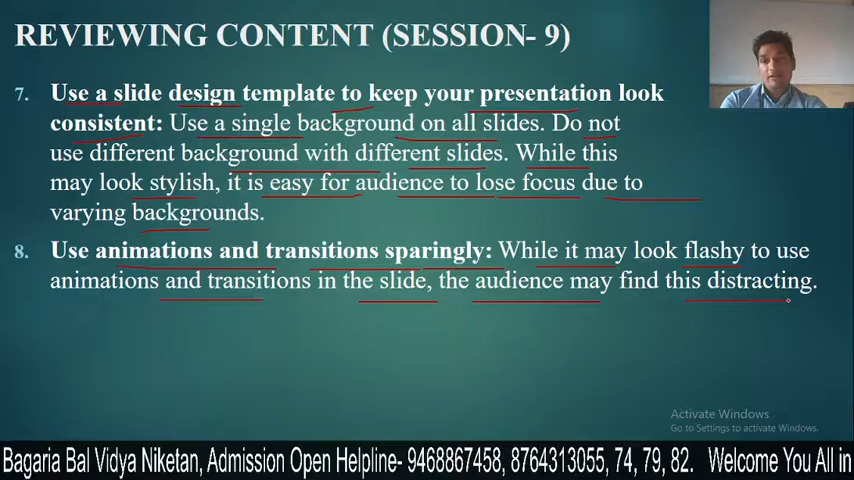 REVIEWING CONTENT (SESSION- 9)
7. Use a slide design template to keep your presentation look
consistent: Use a single background on all slides. Do not
use different background with different slides. While this
may look stylish, it is easy for audience to lose focus due to
varying backgrounds.
8. Use animations and transitions sparingly: While it may look flashy to use
animations and transitions in the slide, the audience may find this distracting.
Activate Windows
Go to Settings to activate Windows.
Bagaria Bal Vidya Niketan, Admission Open Helpline- 9468867458, 8764313055, 74, 79, 82. Welcome You All in